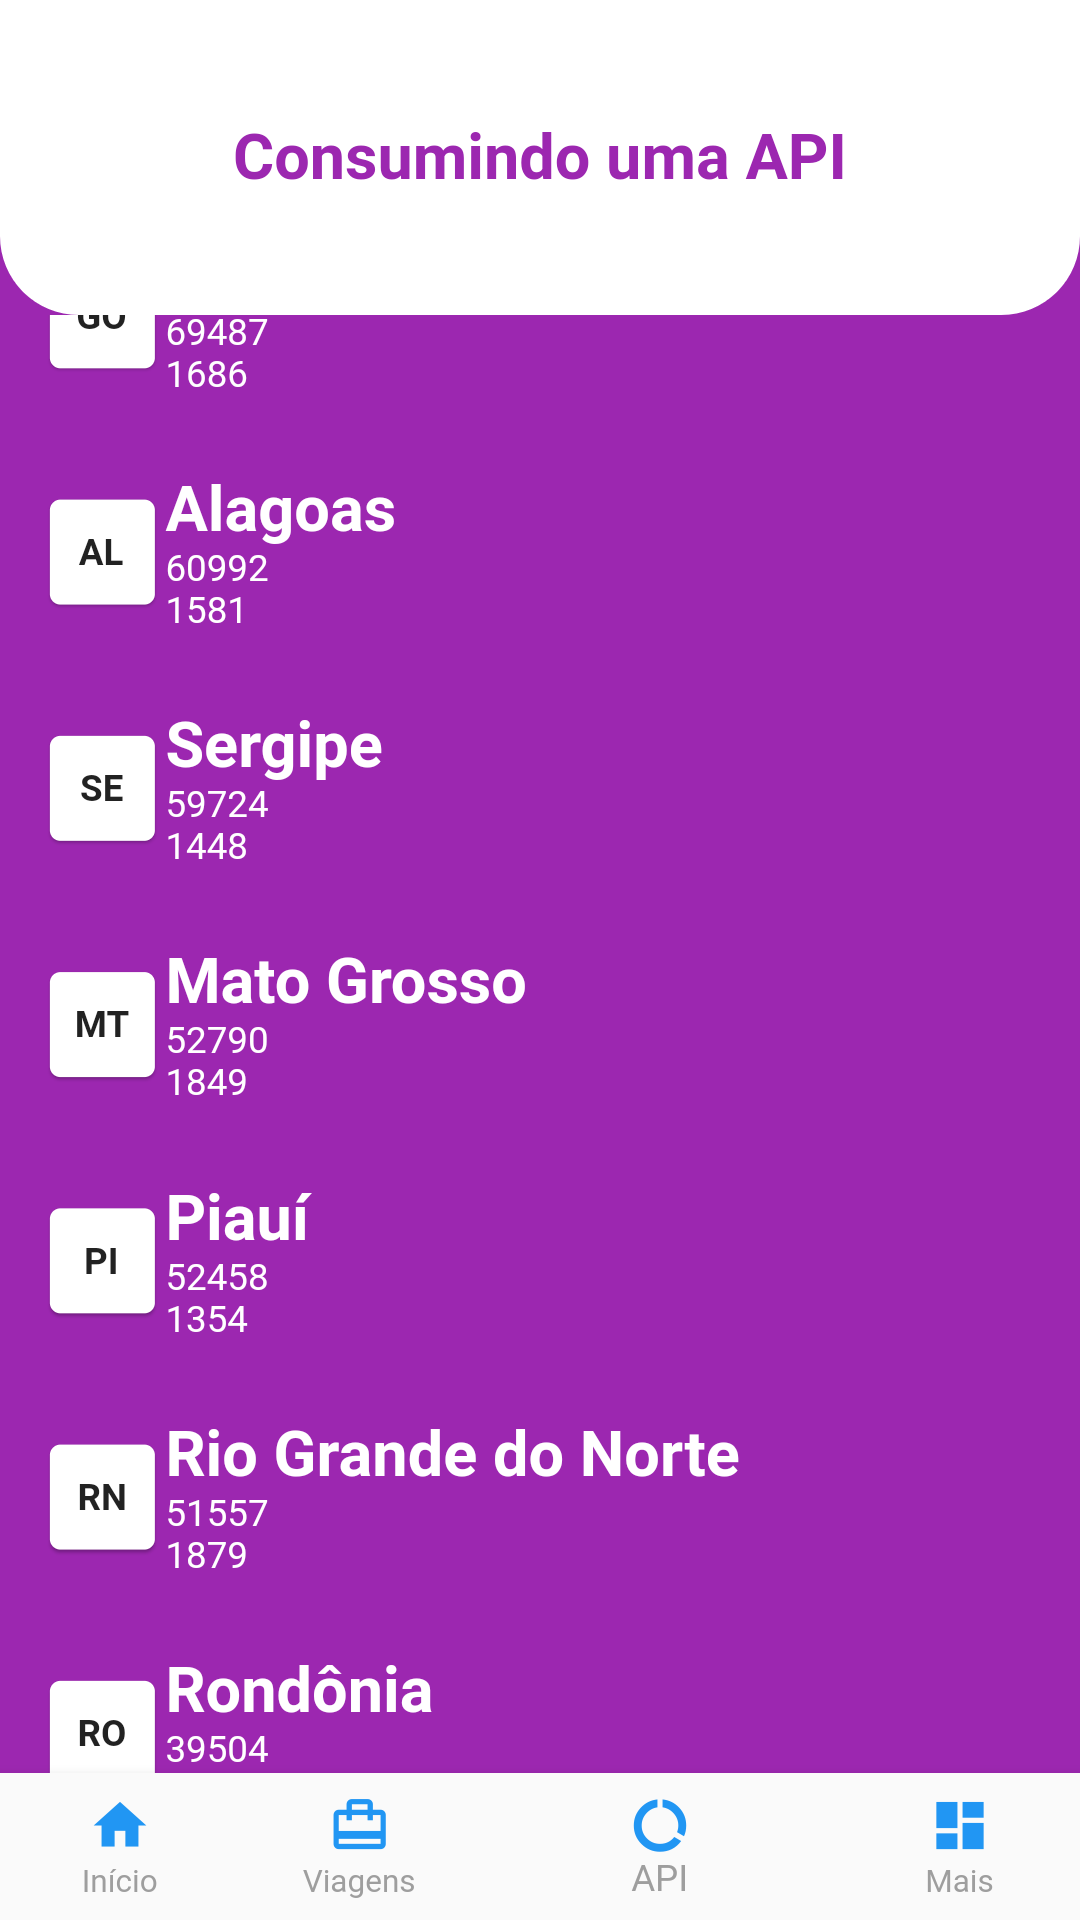 Consumindo uma API
GO
69487
1686
Alagoas
AL
60992
1581
Sergipe
SE
59724
1448
Mato Grosso
MT
52790
1849
Piauí
PI
52458
1354
Rio Grande do Norte
RN
51557
1879
Rondônia
RO
39504
Início
Viagens
API
Mais